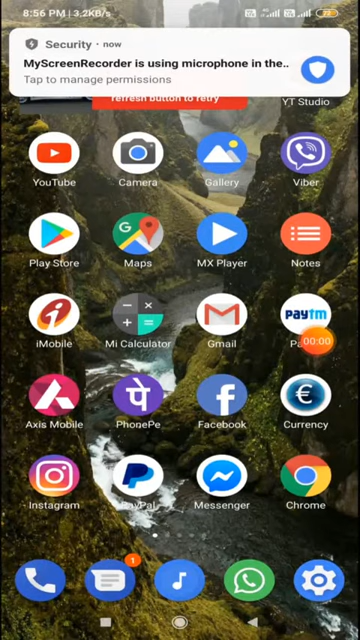 8:56 PM | 3.2KB/s
Security • now
MyScreenRecorder is using microphone in the..
Tap to manage permissions
refresh button to retry
YT Studio
YouTube
Camera
Gallery
Viber
Play Store
Maps
MX Player
Notes
paytm
00:00
iMobile
Mi Calculator
Gmail
Axis Mobile
PhonePe
Facebook
Currency
Instagram
PayPal
Messenger
Chrome
1